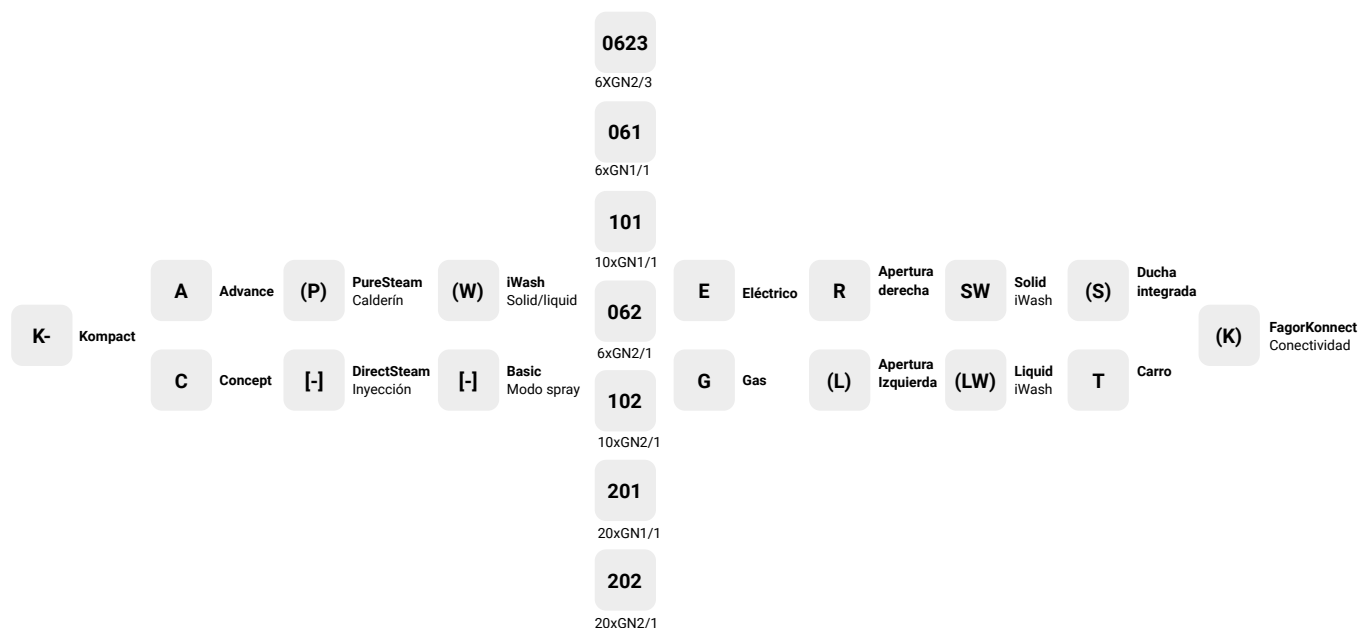 K-
Kompact
A
Advance
C
Concept
(P)
PureSteam
Calderín
[-]
DirectSteam
Inyección
(W)
iWash
Solid/liquid
[-]
Basic
Modo spray
0623
6XGN2/3
061
6xGN1/1
101
10xGN1/1
062
6xGN2/1
102
10xGN2/1
201
20xGN1/1
202
20xGN2/1
E
Eléctrico
G
Gas
R
Apertura
derecha
(L)
Apertura
Izquierda
SW
Solid
iWash
(LW)
Liquid
iWash
(S)
Ducha
integrada
T
Carro
(K)
FagorKonnect
Conectividad